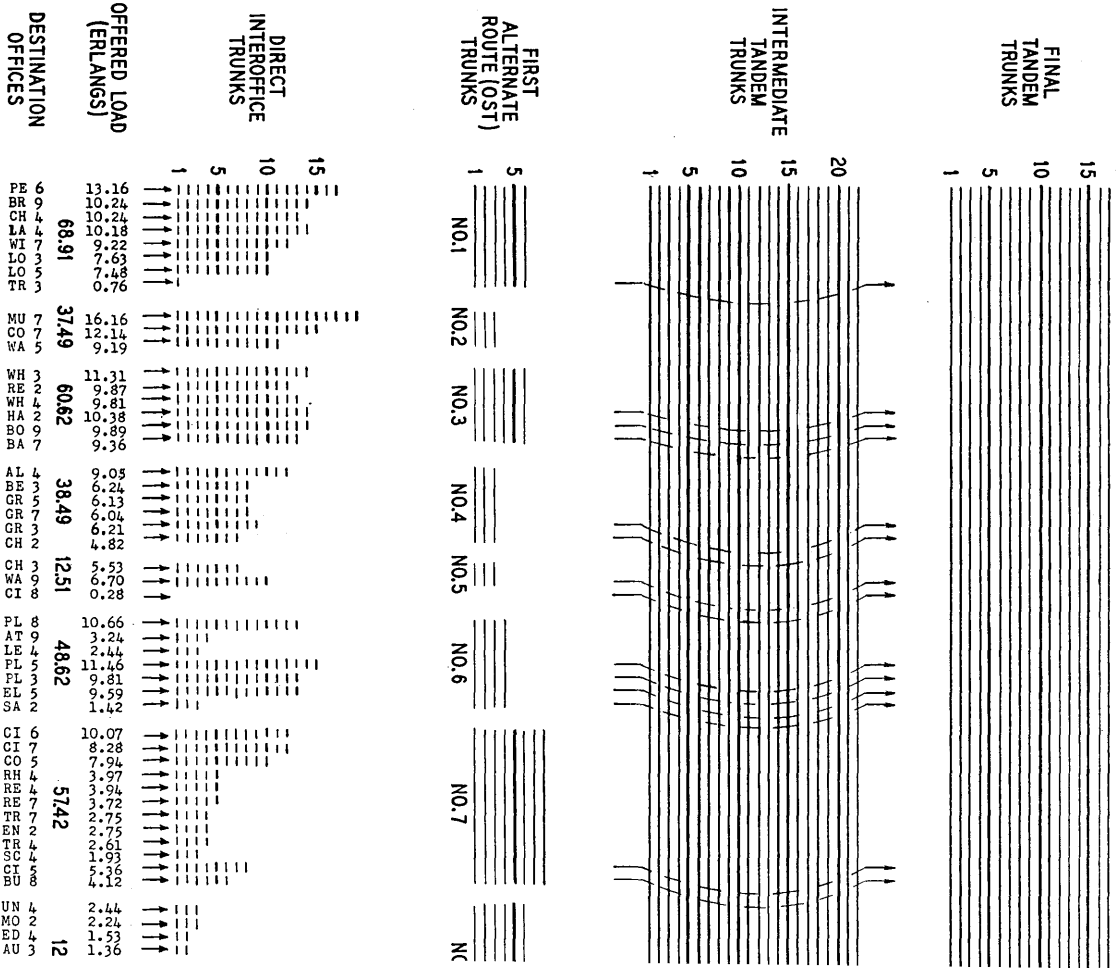 FINAL
TANDEM
TRUNKS
1
5
10
15
INTERMEDIATE
TANDEM
TRUNKS
1
5
10
15
20
FIRST
ALTERNATE
ROUTE (OST)
TRUNKS
1
5
NO.1
NO.2
NO.3
NO.4
NO.5
NO.6
NO.7
NO
DIRECT
INTEROFFICE
TRUNKS
1
5
10
15
OFFERED LOAD
(ERLANGS)
DESTINATION
OFFICES
PE 6 13.16
BR 9 10.24
CH 4 10.24
LA 4 10.18
WI 7 9.22
LO 3 7.63
LO 5 7.48
TR 3 0.76
68.91
MU 7 16.16
CO 7 12.14
WA 5 9.19
37.49
WH 3 11.31
RE 2 9.87
WH 4 9.81
HA 2 10.38
BO 9 9.89
BA 7 9.36
60.62
AL 4 9.05
BE 3 6.24
GR 5 6.13
GR 7 6.04
GR 3 6.21
CH 2 4.82
38.49
CH 3 5.53
WA 9 6.70
CI 8 0.28
12.51
PL 8 10.66
AT 9 3.24
LE 4 2.44
PL 5 11.46
PL 3 9.81
EL 5 9.59
SA 2 1.42
48.62
CI 6 10.07
CI 7 8.28
CO 5 7.94
RH 4 3.97
RE 4 3.94
RE 7 3.72
TR 7 2.75
EN 2 2.75
TR 4 2.61
SC 4 1.93
CI 5 5.36
BU 8 4.12
57.42
UN 4 2.44
MO 2 2.24
ED 4 1.53
AU 3 1.36
12